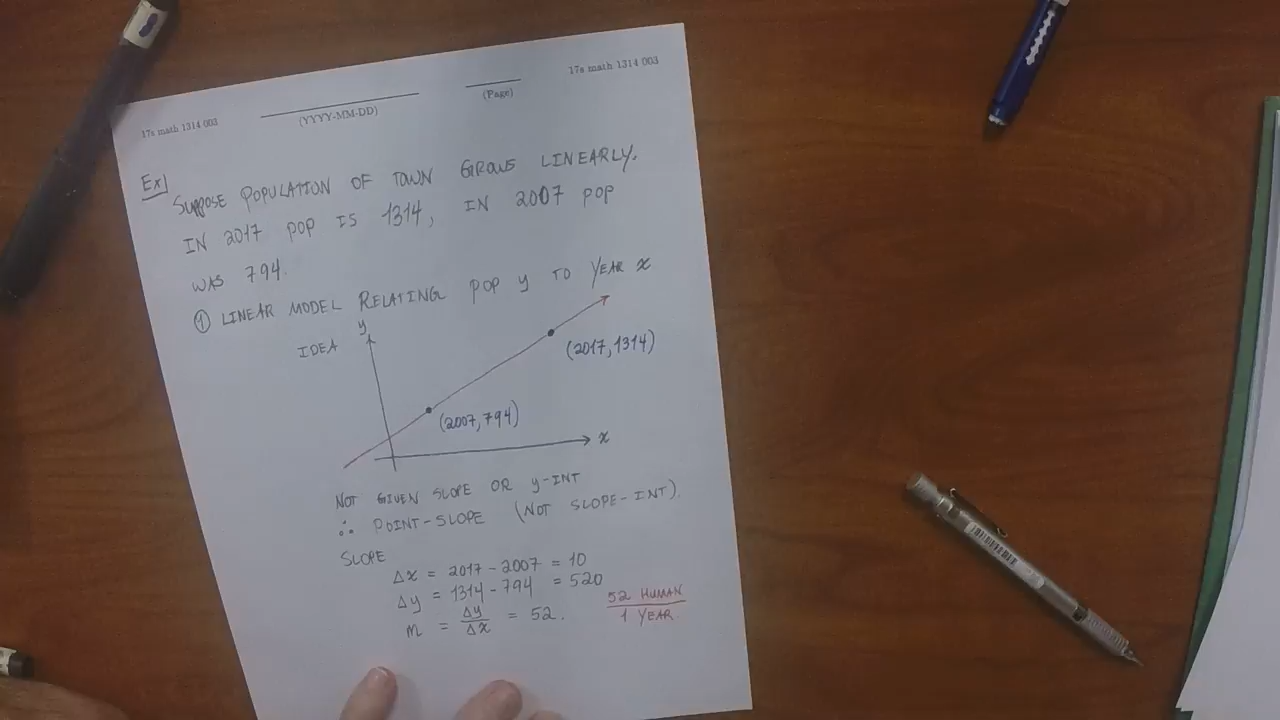 17s math 1314 003
(YYYY-MM-DD)
(Page)
17s math 1314 003
Ex|
SUPPOSE POPULATION OF TOWN GROWS LINEARLY.
IN 2017 POP IS 1314, IN 2007 POP
WAS 794.
① LINEAR MODEL RELATING POP y TO YEAR x
IDEA
y
(2017, 1314)
(2007, 794)
x
NOT GIVEN SLOPE OR y-INT
∴ POINT-SLOPE (NOT SLOPE-INT).
SLOPE
Δx = 2017 - 2007 = 10
Δy = 1314 - 794 = 520
m = Δy/Δx = 52.
52 HUMAN
1 YEAR